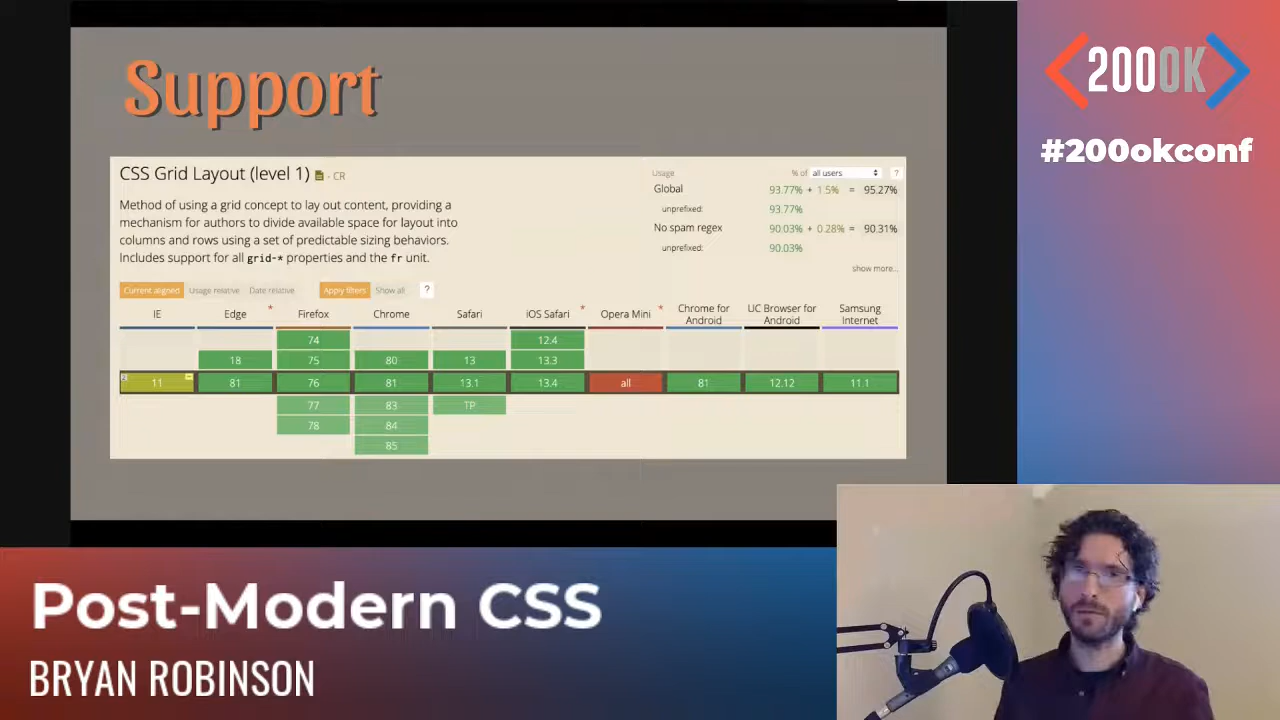 Support
CSS Grid Layout (level 1) - CR
Method of using a grid concept to lay out content, providing a
mechanism for authors to divide available space for layout into
columns and rows using a set of predictable sizing behaviors.
Includes support for all grid-* properties and the fr unit.
Usage % of all users ?
Global 93.77% + 1.5% = 95.27%
unprefixed: 93.77%
No spam regex 90.03% + 0.28% = 90.31%
unprefixed: 90.03%
show more...
Current aligned Usage relative Date relative Apply filters Show all ?
IE Edge * Firefox Chrome Safari iOS Safari * Opera Mini * Chrome for Android UC Browser for Android Samsung Internet
74 12.4
18 75 80 13 13.3
11 81 76 81 13.1 13.4 all 81 12.12 11.1
77 83 TP
78 84
85
200OK
#200okconf
Post-Modern CSS
BRYAN ROBINSON